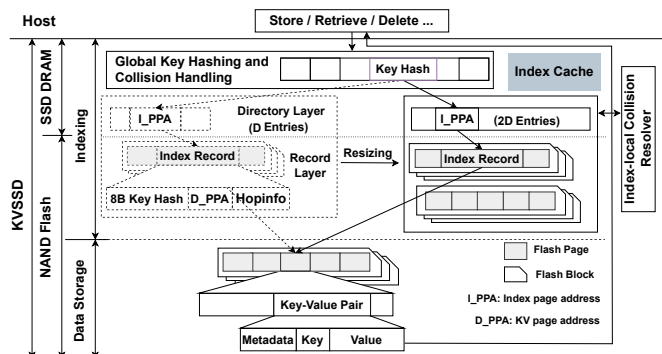 Host
Store / Retrieve / Delete ...
Global Key Hashing and
Collision Handling
Key Hash
Index Cache
KVSSD
SSD DRAM
NAND Flash
Indexing
Data Storage
I_PPA
Directory Layer
(D Entries)
I_PPA
(2D Entries)
Index-local Collision
Resolver
Index Record
Record
Layer
Resizing
Index Record
8B Key Hash
D_PPA
Hopinfo
Flash Page
Flash Block
I_PPA: Index page address
D_PPA: KV page address
Key-Value Pair
Metadata
Key
Value